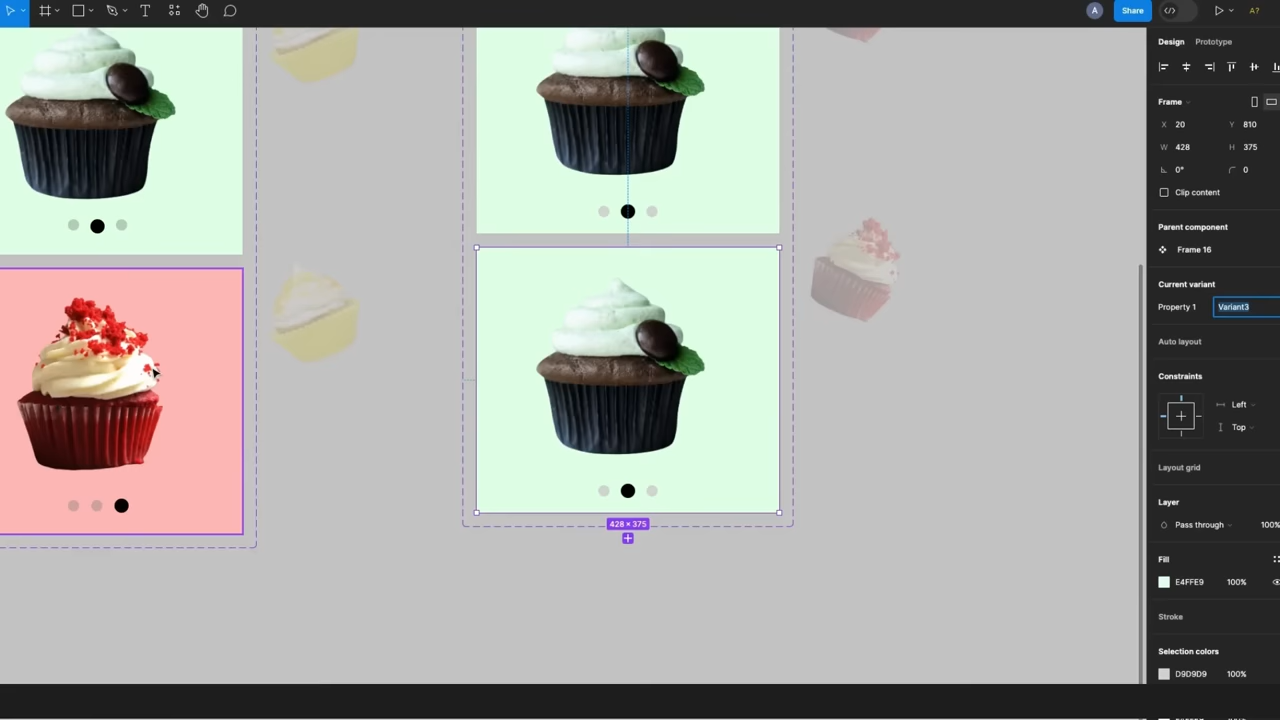 A
Share
A?
Design Prototype
Frame
X 20 Y 810
W 428 H 375
0° 0
Clip content
Parent component
Frame 16
Current variant
Property 1 Variant3
Auto layout
Constraints
Left
Top
Layout grid
Layer
Pass through 100%
Fill
E4FFE9 100%
Stroke
Selection colors
D9D9D9 100%
428 × 375